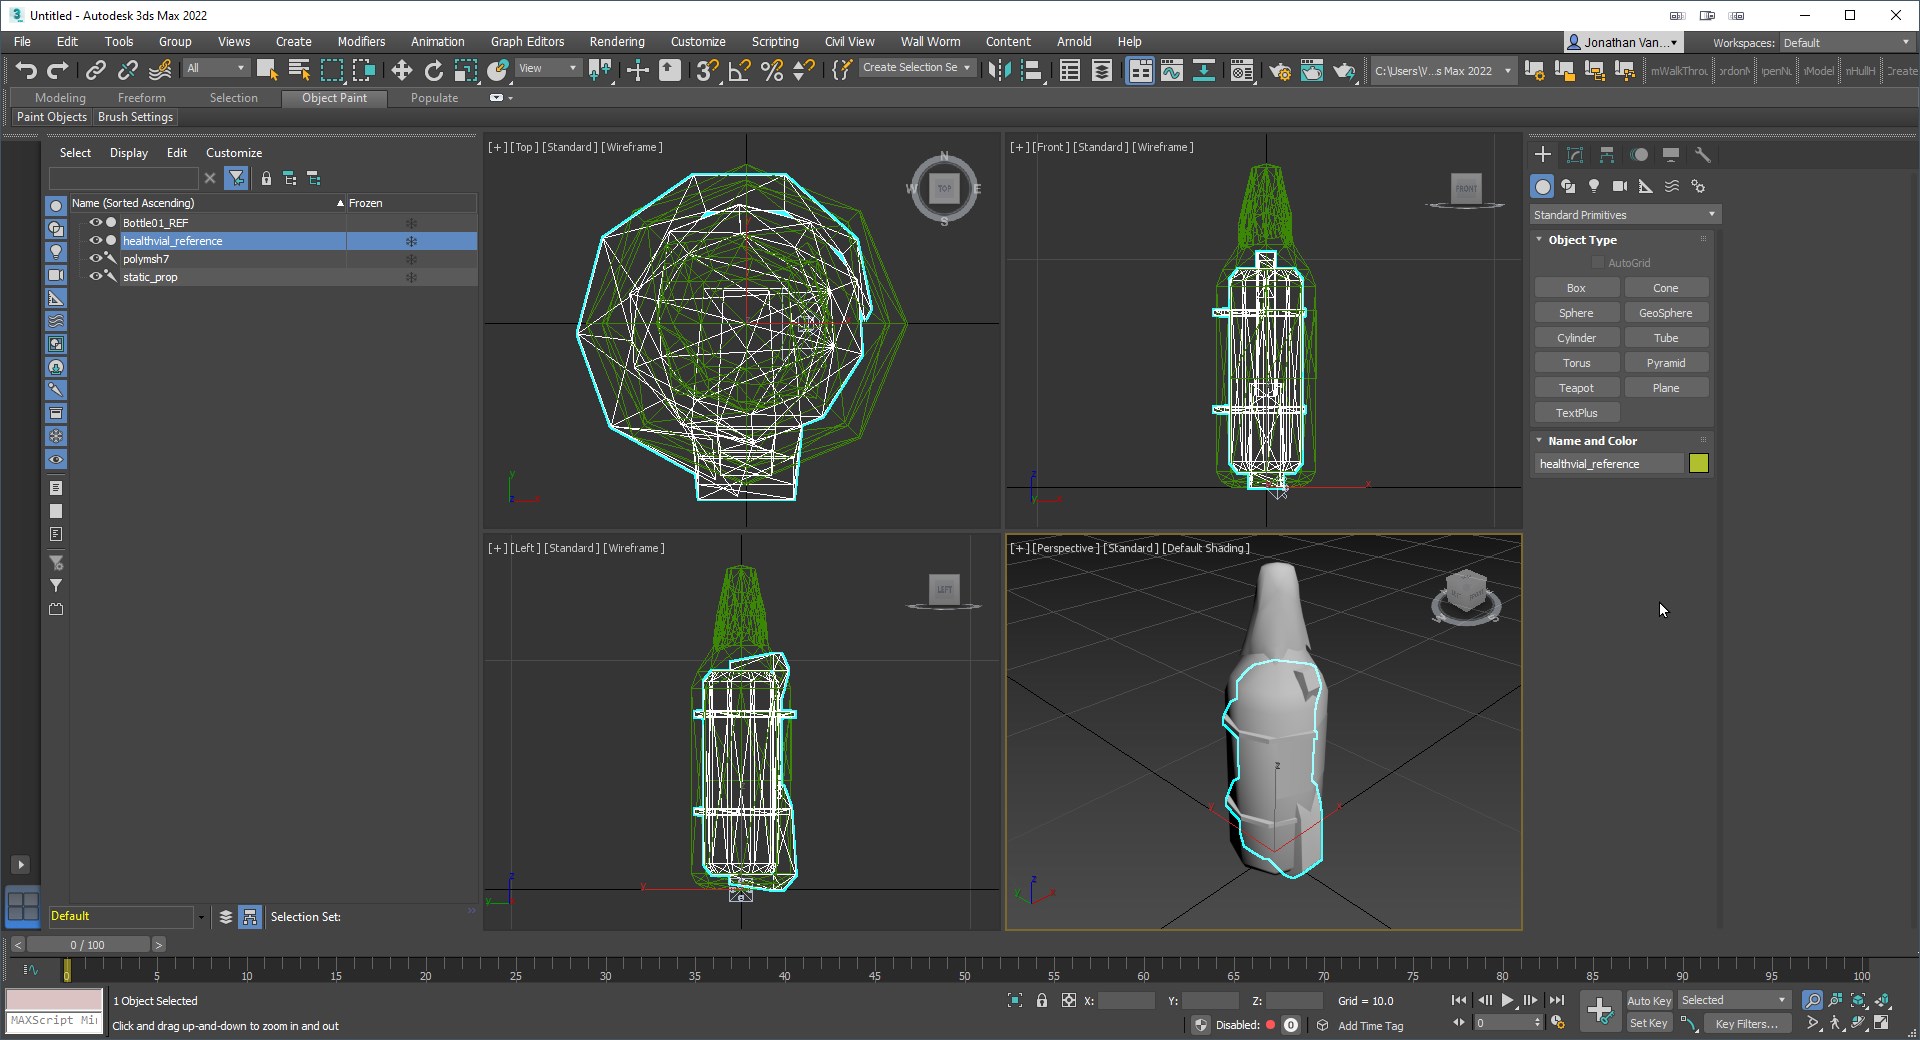 Untitled - Autodesk 3ds Max 2022
File Edit Tools Group Views Create Modifiers Animation Graph Editors Rendering Customize Scripting Civil View Wall Worm Content Arnold Help
Jonathan Van... Workspaces: Default
All View Create Selection Se C:\Users\V...s Max 2022 mWalkThrou ordonN ipenNu iModel nHullH Create
Modeling Freeform Selection Object Paint Populate
Paint Objects Brush Settings
Select Display Edit Customize
Name (Sorted Ascending) Frozen
Bottle01_REF
healthvial_reference
polymsh7
static_prop
Default Selection Set:
[+] [Top] [Standard] [Wireframe]
N
W TOP E
S
[+] [Front] [Standard] [Wireframe]
FRONT
[+] [Left] [Standard] [Wireframe]
LEFT
[+] [Perspective] [Standard] [Default Shading]
Standard Primitives
Object Type
AutoGrid
Box Cone
Sphere GeoSphere
Cylinder Tube
Torus Pyramid
Teapot Plane
TextPlus
Name and Color
healthvial_reference
0 / 100
0 5 10 15 20 25 30 35 40 45 50 55 60 65 70 75 80 85 90 95 100
1 Object Selected X: Y: Z: Grid = 10.0 Auto Key Selected
MAXScript Mi
Click and drag up-and-down to zoom in and out Disabled: 0 Add Time Tag 0 Set Key Key Filters...